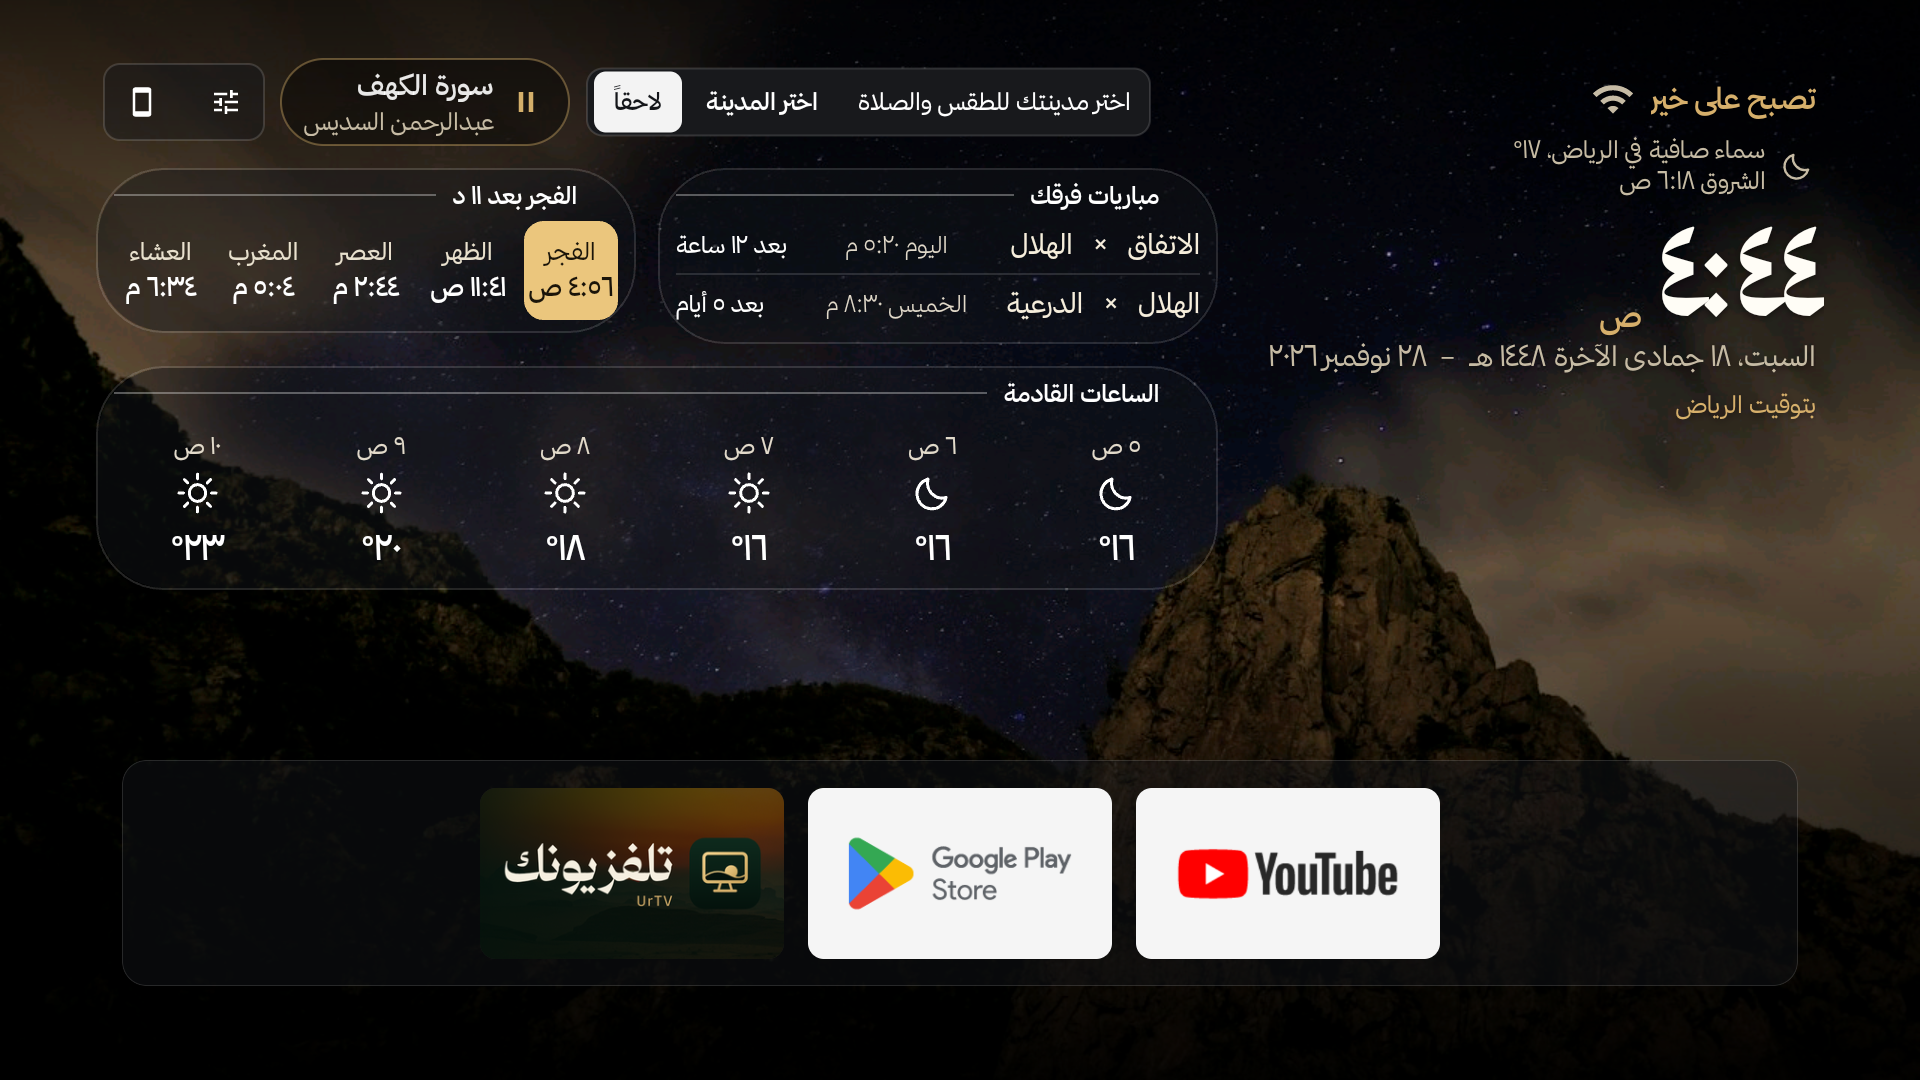 تصبح على خير
سماء صافية في الرياض، ١٧°
الشروق ٦:١٨ ص
٤:٤٤ ص
السبت، ١٨ جمادى الآخرة ١٤٤٨ هـ – ٢٨ نوفمبر ٢٠٢٦
بتوقيت الرياض
اختر مدينتك للطقس والصلاة
اختر المدينة
لاحقاً
سورة الكهف
عبدالرحمن السديس
مباريات فرقك
الاتفاق × الهلال اليوم ٥:٢٠ م بعد ١٢ ساعة
الهلال × الدرعية الخميس ٨:٣٠ م بعد ٥ أيام
الفجر بعد ١١ د
الفجر الظهر العصر المغرب العشاء
٤:٥٦ ص ١١:٤١ ص ٢:٤٤ م ٥:٠٤ م ٦:٣٤ م
الساعات القادمة
٥ ص ٦ ص ٧ ص ٨ ص ٩ ص ١٠ ص
١٦° ١٦° ١٦° ١٨° ٢٠° ٢٣°
YouTube
Google Play
Store
تلفزيونك
UrTV